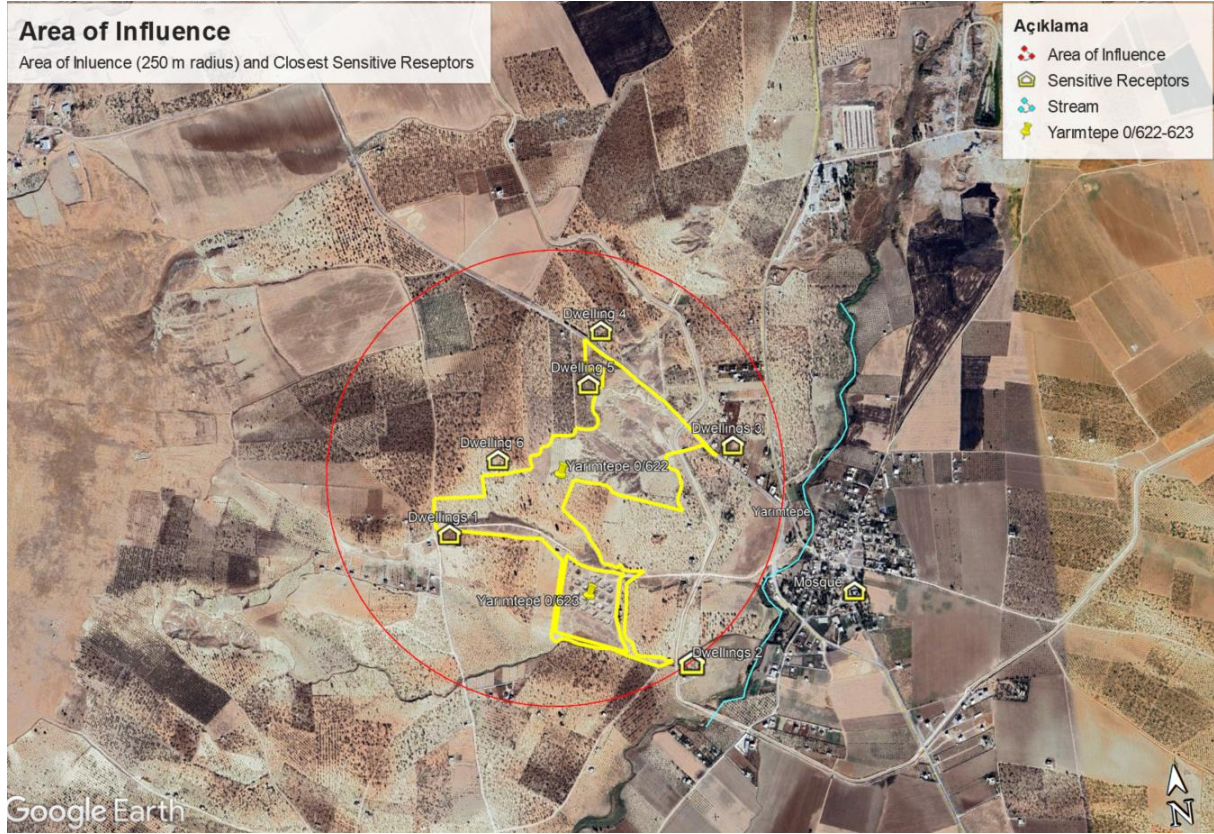 Area of Influence
Area of Inluence (250 m radius) and Closest Sensitive Reseptors
Açıklama
Area of Influence
Sensitive Receptors
Stream
Yarımtepe 0/622-623
Dwelling 4
Dwelling 5
Dwellings 3
Dwelling 6
Yarımtepe 0/622
Dwellings 1
Yarımtepe
Mosque
Yarımtepe 0/623
Dwellings 2
Google Earth
N